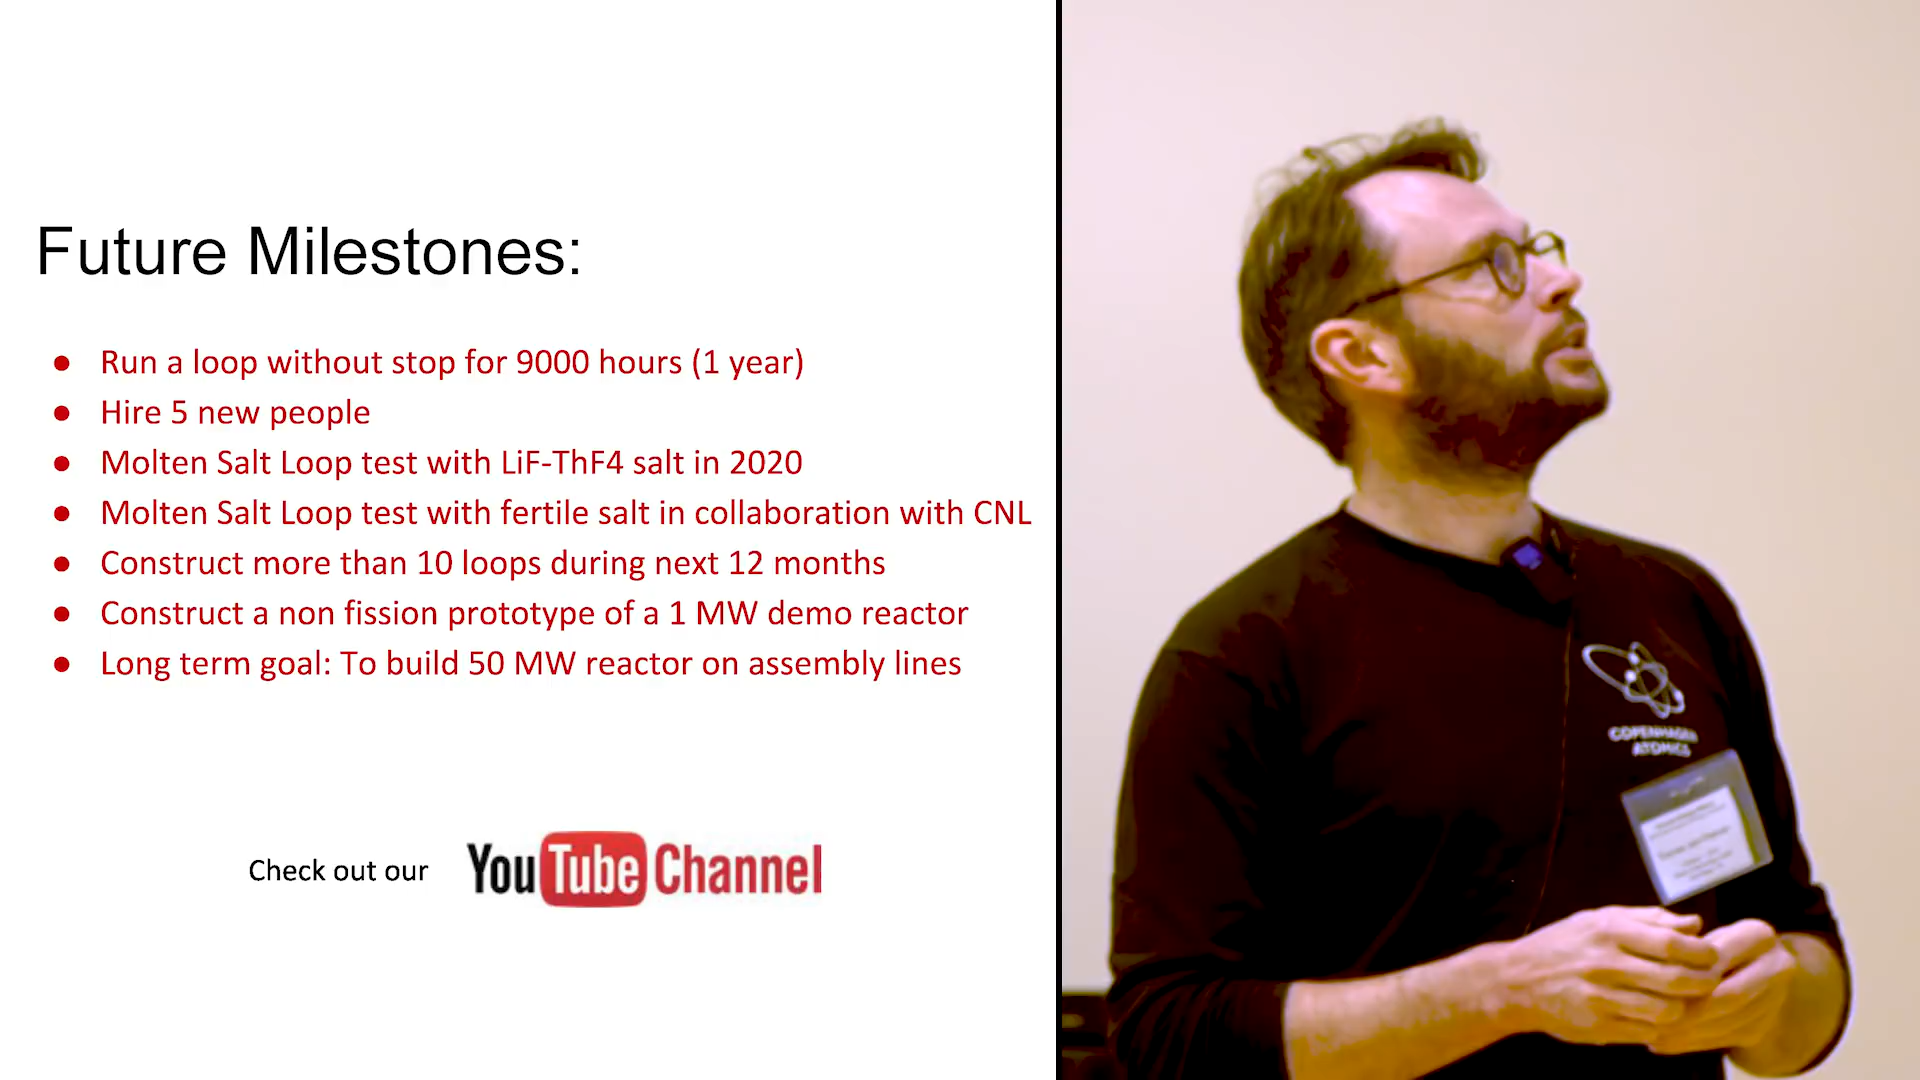 Future Milestones:
● Run a loop without stop for 9000 hours (1 year)
● Hire 5 new people
● Molten Salt Loop test with LiF-ThF4 salt in 2020
● Molten Salt Loop test with fertile salt in collaboration with CNL
● Construct more than 10 loops during next 12 months
● Construct a non fission prototype of a 1 MW demo reactor
● Long term goal: To build 50 MW reactor on assembly lines
Check out our YouTube Channel
COPENHAGEN
ATOMICS